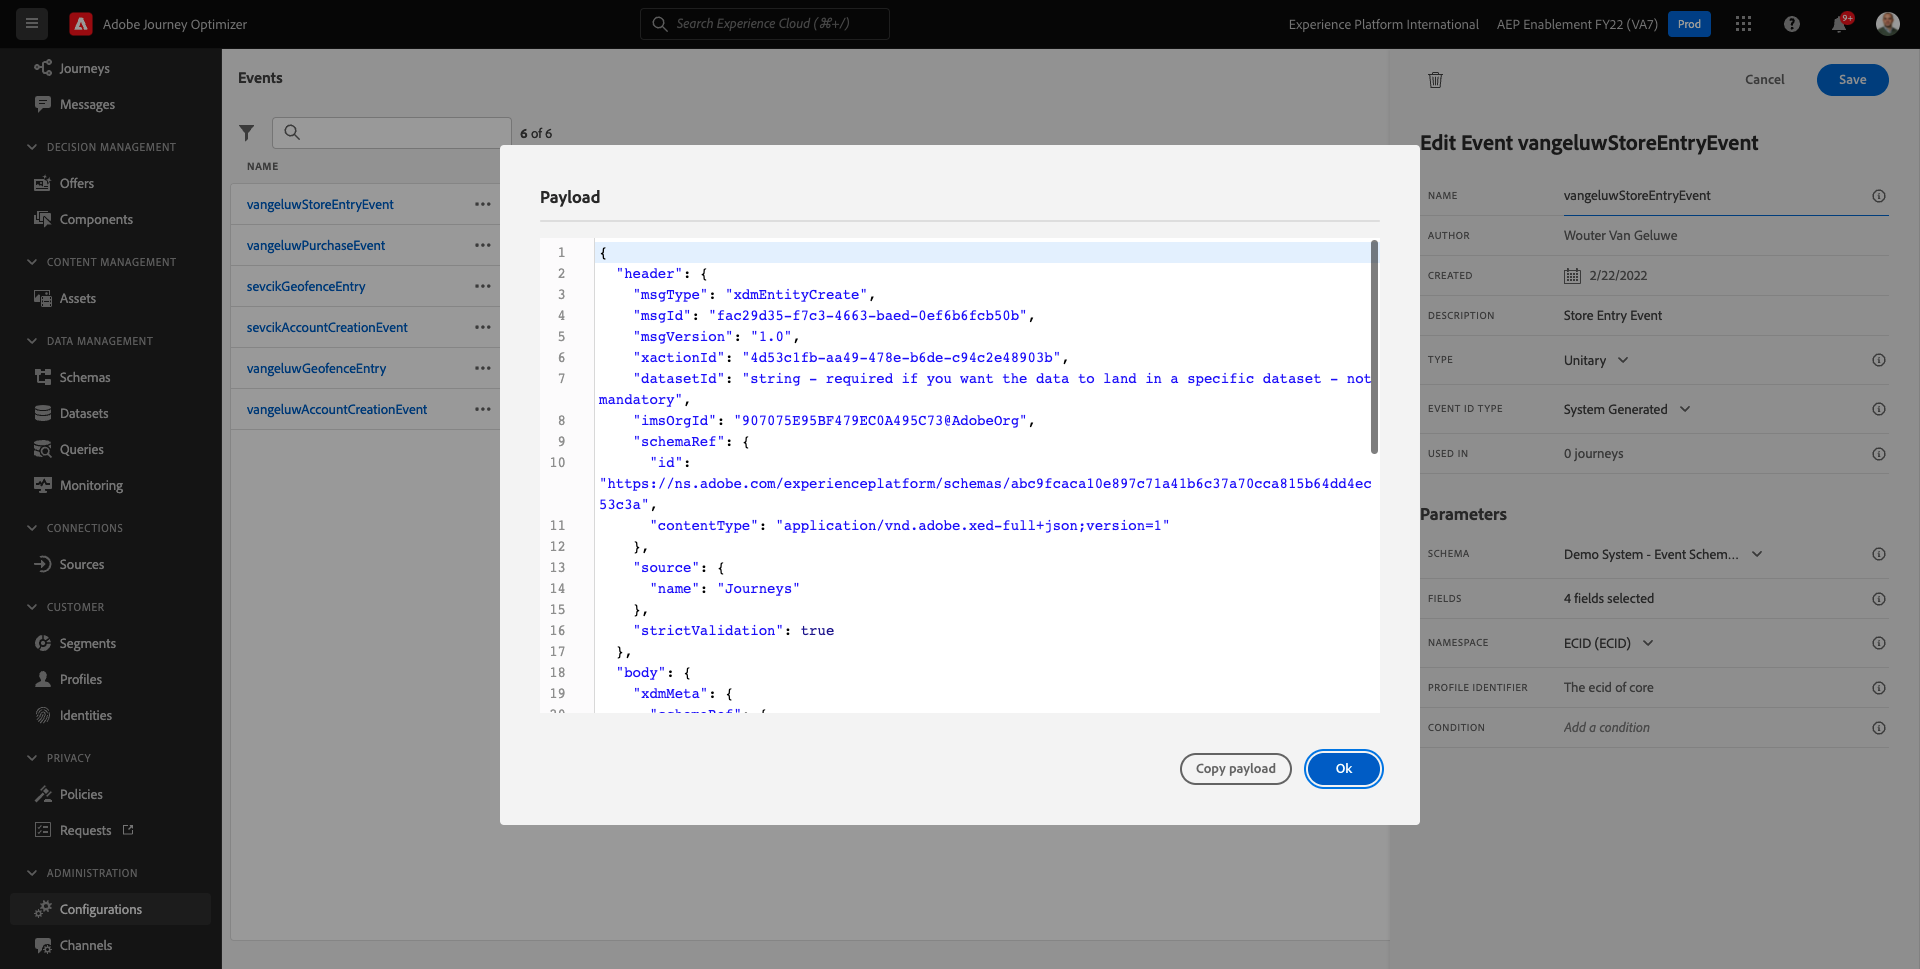 Adobe Journey Optimizer
Search Experience Cloud (⌘+/)
Experience Platform International
AEP Enablement FY22 (VA7)
Prod
9+
Journeys
Messages
DECISION MANAGEMENT
Offers
Components
CONTENT MANAGEMENT
Assets
DATA MANAGEMENT
Schemas
Datasets
Queries
Monitoring
CONNECTIONS
Sources
CUSTOMER
Segments
Profiles
Identities
PRIVACY
Policies
Requests
ADMINISTRATION
Configurations
Channels
Events
6 of 6
NAME
vangeluwStoreEntryEvent
vangeluwPurchaseEvent
sevcikGeofenceEntry
sevcikAccountCreationEvent
vangeluwGeofenceEntry
vangeluwAccountCreationEvent
Payload
1 {
2 "header": {
3 "msgType": "xdmEntityCreate",
4 "msgId": "fac29d35-f7c3-4663-baed-0ef6b6fcb50b",
5 "msgVersion": "1.0",
6 "xactionId": "4d53c1fb-aa49-478e-b6de-c94c2e48903b",
7 "datasetId": "string - required if you want the data to land in a specific dataset - not
mandatory",
8 "imsOrgId": "907075E95BF479EC0A495C73@AdobeOrg",
9 "schemaRef": {
10 "id":
"https://ns.adobe.com/experienceplatform/schemas/abc9fcaca10e897c71a41b6c37a70cca815b64dd4ec
53c3a",
11 "contentType": "application/vnd.adobe.xed-full+json;version=1"
12 },
13 "source": {
14 "name": "Journeys"
15 },
16 "strictValidation": true
17 },
18 "body": {
19 "xdmMeta": {
20 "schemaRef": {
Copy payload
Ok
Cancel
Save
Edit Event vangeluwStoreEntryEvent
NAME vangeluwStoreEntryEvent
AUTHOR Wouter Van Geluwe
CREATED 2/22/2022
DESCRIPTION Store Entry Event
TYPE Unitary
EVENT ID TYPE System Generated
USED IN 0 journeys
Parameters
SCHEMA Demo System - Event Schem...
FIELDS 4 fields selected
NAMESPACE ECID (ECID)
PROFILE IDENTIFIER The ecid of core
CONDITION Add a condition